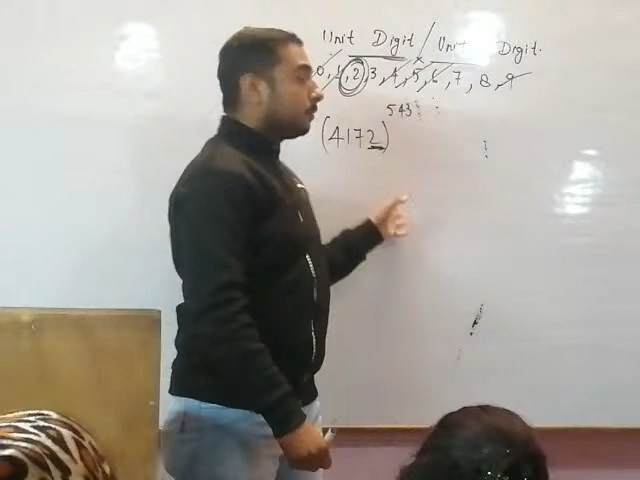 Unit Digit / Unit Digit.
0, 1, 2, 3, 4, 5, 6, 7, 8, 9
(4172)^543